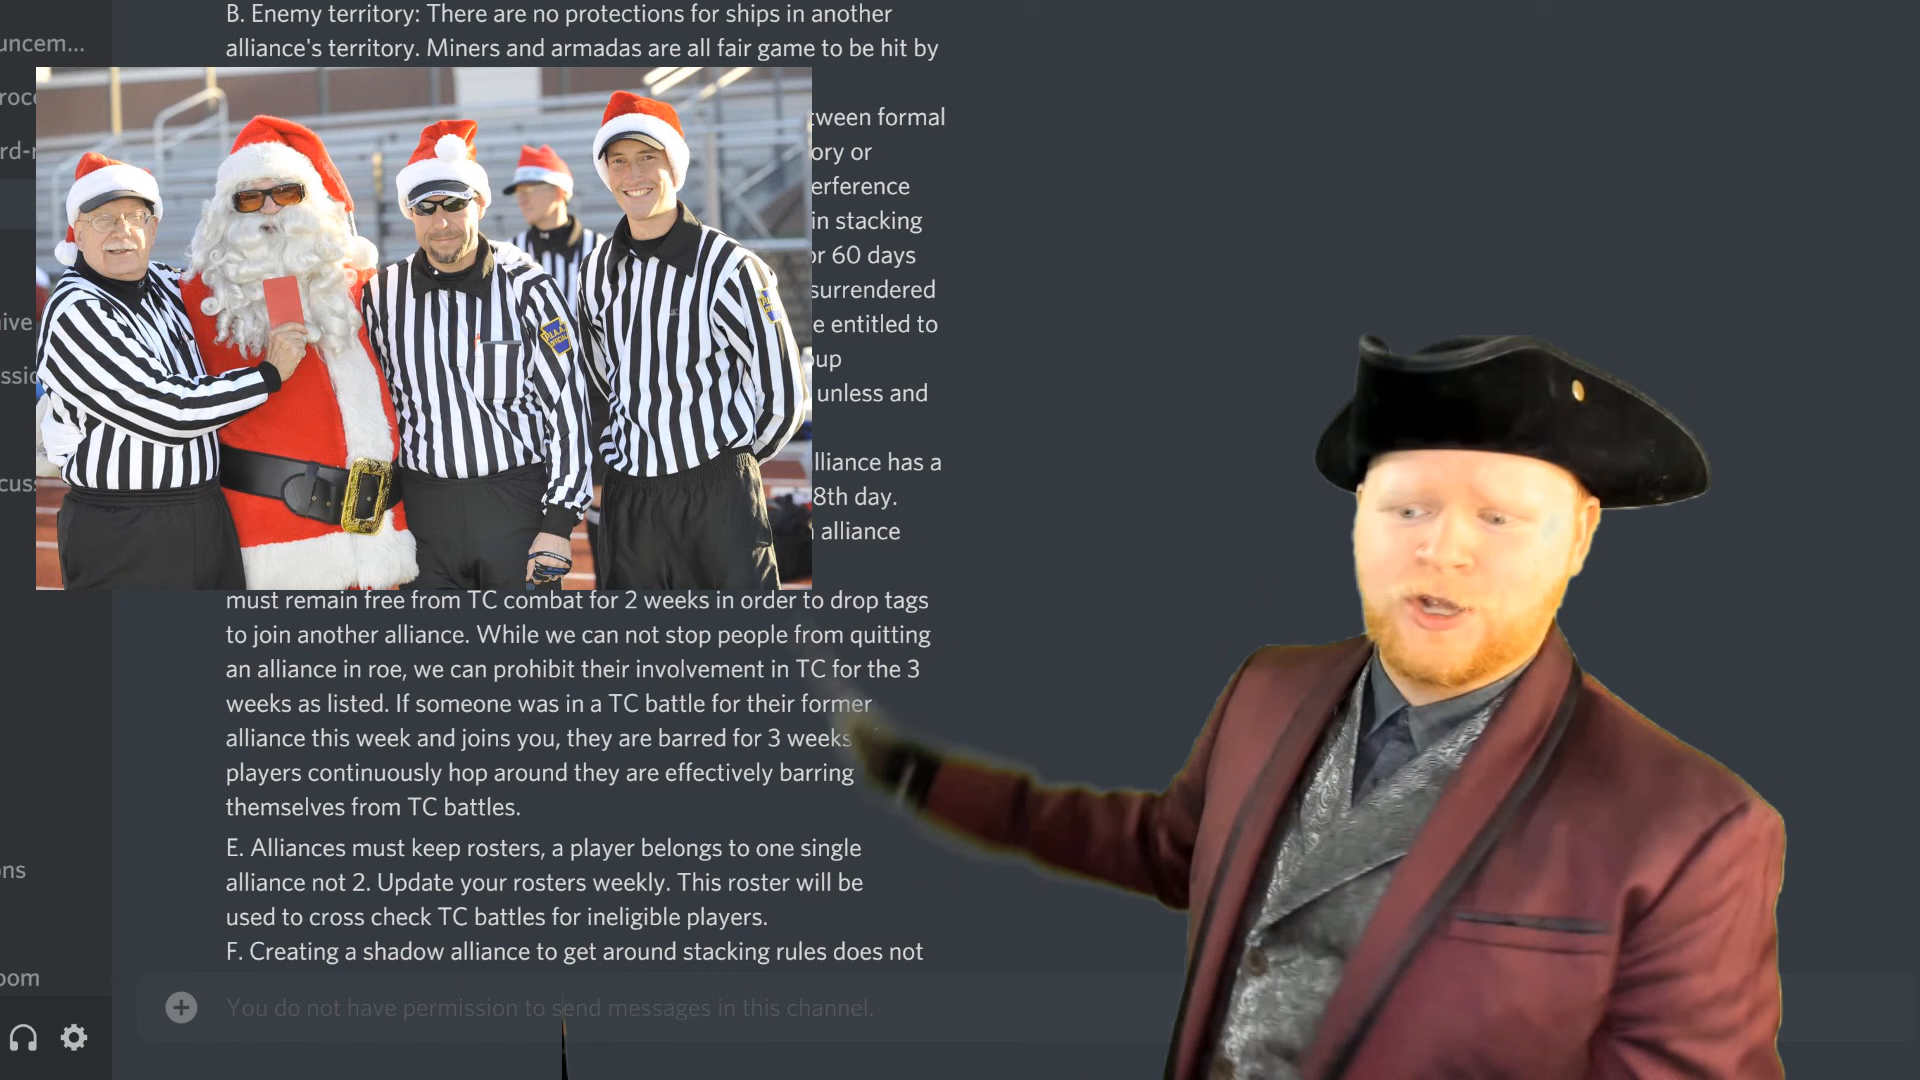 B. Enemy territory: There are no protections for ships in another
uncem...
alliance's territory. Miners and armadas are all fair game to be hit by
roc
tween formal
rd-r
ory or
erference
in stacking
or 60 days
surrendered
ive
e entitled to
oup
ssic
unless and
lliance has a
cus
8th day.
alliance
must remain free from TC combat for 2 weeks in order to drop tags
to join another alliance. While we can not stop people from quitting
an alliance in roe, we can prohibit their involvement in TC for the 3
weeks as listed. If someone was in a TC battle for their former
alliance this week and joins you, they are barred for 3 weeks
players continuously hop around they are effectively barring
themselves from TC battles.
E. Alliances must keep rosters, a player belongs to one single
ons
alliance not 2. Update your rosters weekly. This roster will be
used to cross check TC battles for ineligible players.
F. Creating a shadow alliance to get around stacking rules does not
oom
You do not have permission to send messages in this channel.